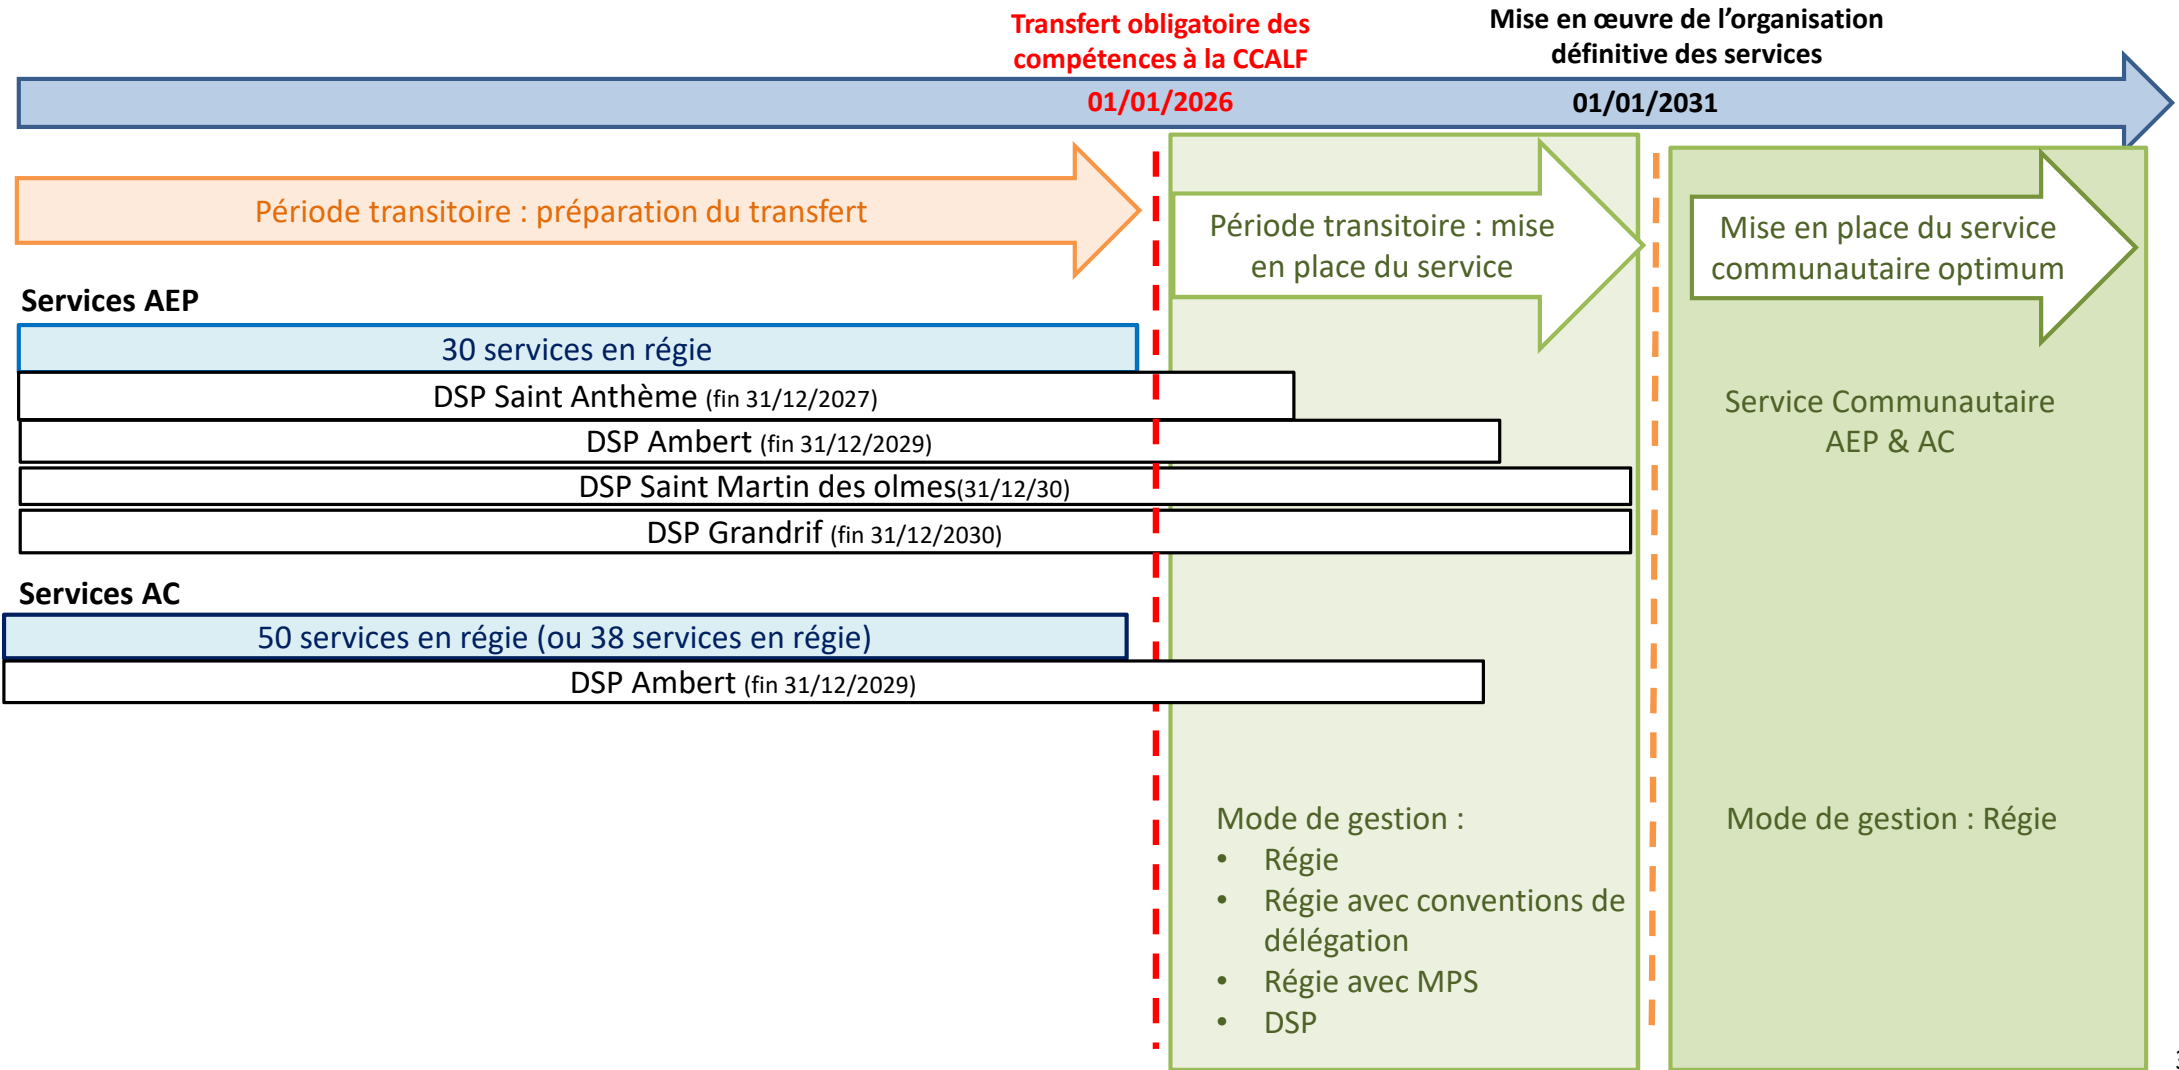 Transfert obligatoire des
compétences à la CCALF
Mise en œuvre de l’organisation
définitive des services
01/01/2026
01/01/2031
Période transitoire : préparation du transfert
Période transitoire : mise
en place du service
Mise en place du service
communautaire optimum
Services AEP
30 services en régie
DSP Saint Anthème (fin 31/12/2027)
DSP Ambert (fin 31/12/2029)
DSP Saint Martin des olmes(31/12/30)
DSP Grandrif (fin 31/12/2030)
Service Communautaire
AEP & AC
Services AC
50 services en régie (ou 38 services en régie)
DSP Ambert (fin 31/12/2029)
Mode de gestion :
• Régie
• Régie avec conventions de
délégation
• Régie avec MPS
• DSP
Mode de gestion : Régie